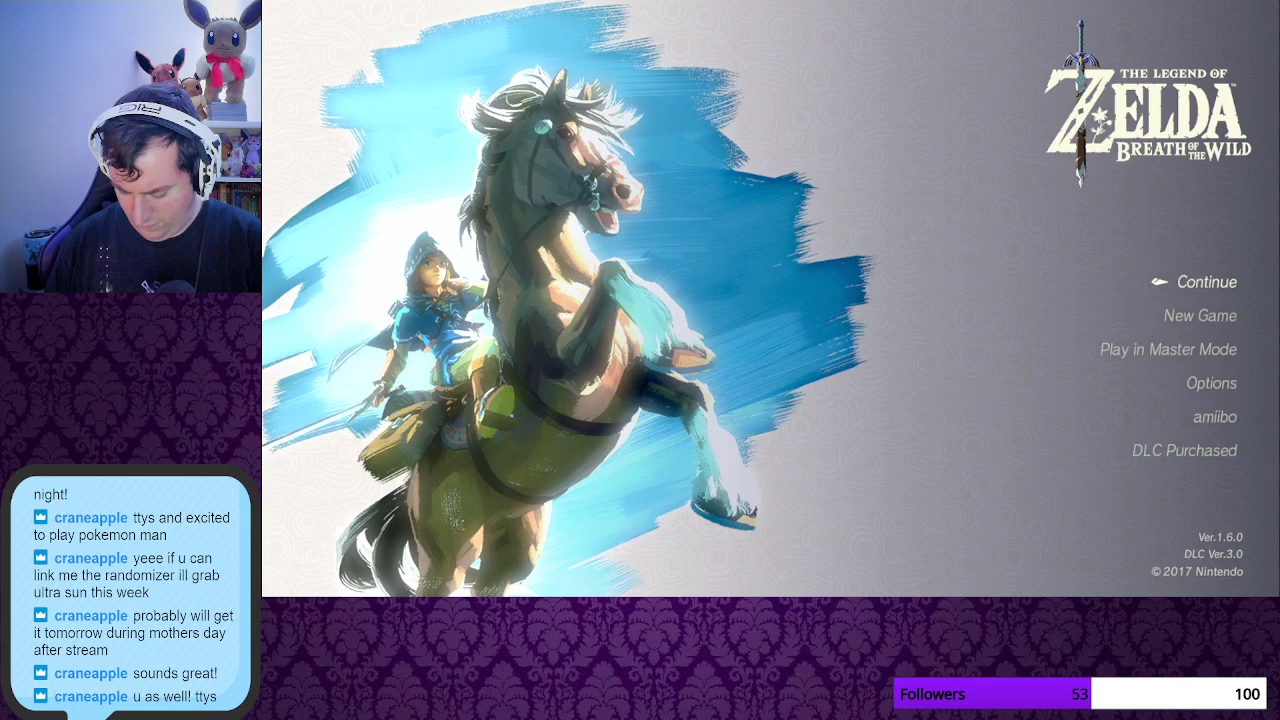 RIG
THE LEGEND OF
ZELDA
BREATH OF THE WILD
Continue
New Game
Play in Master Mode
Options
amiibo
DLC Purchased
Ver.1.6.0
DLC Ver.3.0
© 2017 Nintendo
night!
craneapple ttys and excited
to play pokemon man
craneapple yeee if u can
link me the randomizer ill grab
ultra sun this week
craneapple probably will get
it tomorrow during mothers day
after stream
craneapple sounds great!
craneapple u as well! ttys
Followers 53 100